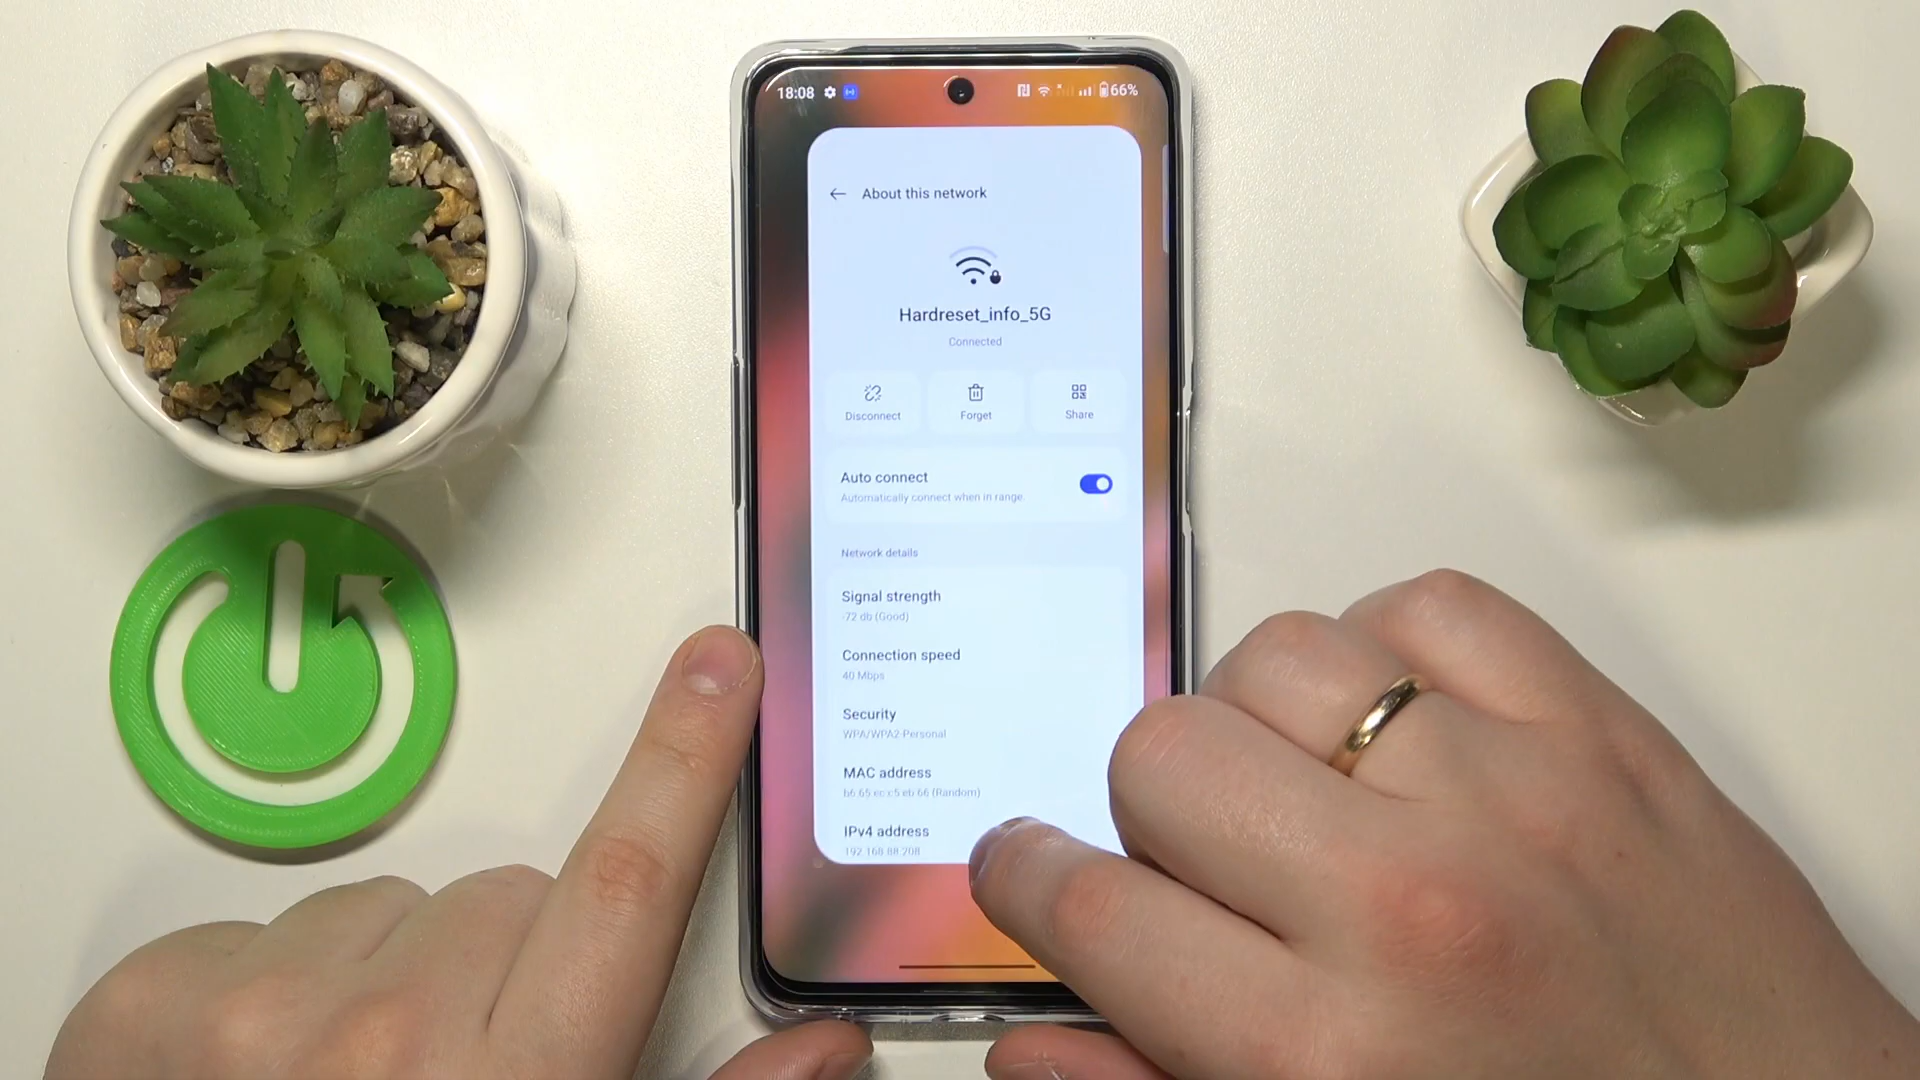 18:08
66%
About this network
Hardreset_info_5G
Connected
Disconnect
Forget
Share
Auto connect
Automatically connect when in range.
Network details
Signal strength
-72 db (Good)
Connection speed
40 Mbps
Security
WPA/WPA2-Personal
MAC address
b6:65:ec:c5:eb:66 (Random)
IPv4 address
192.168.88.208